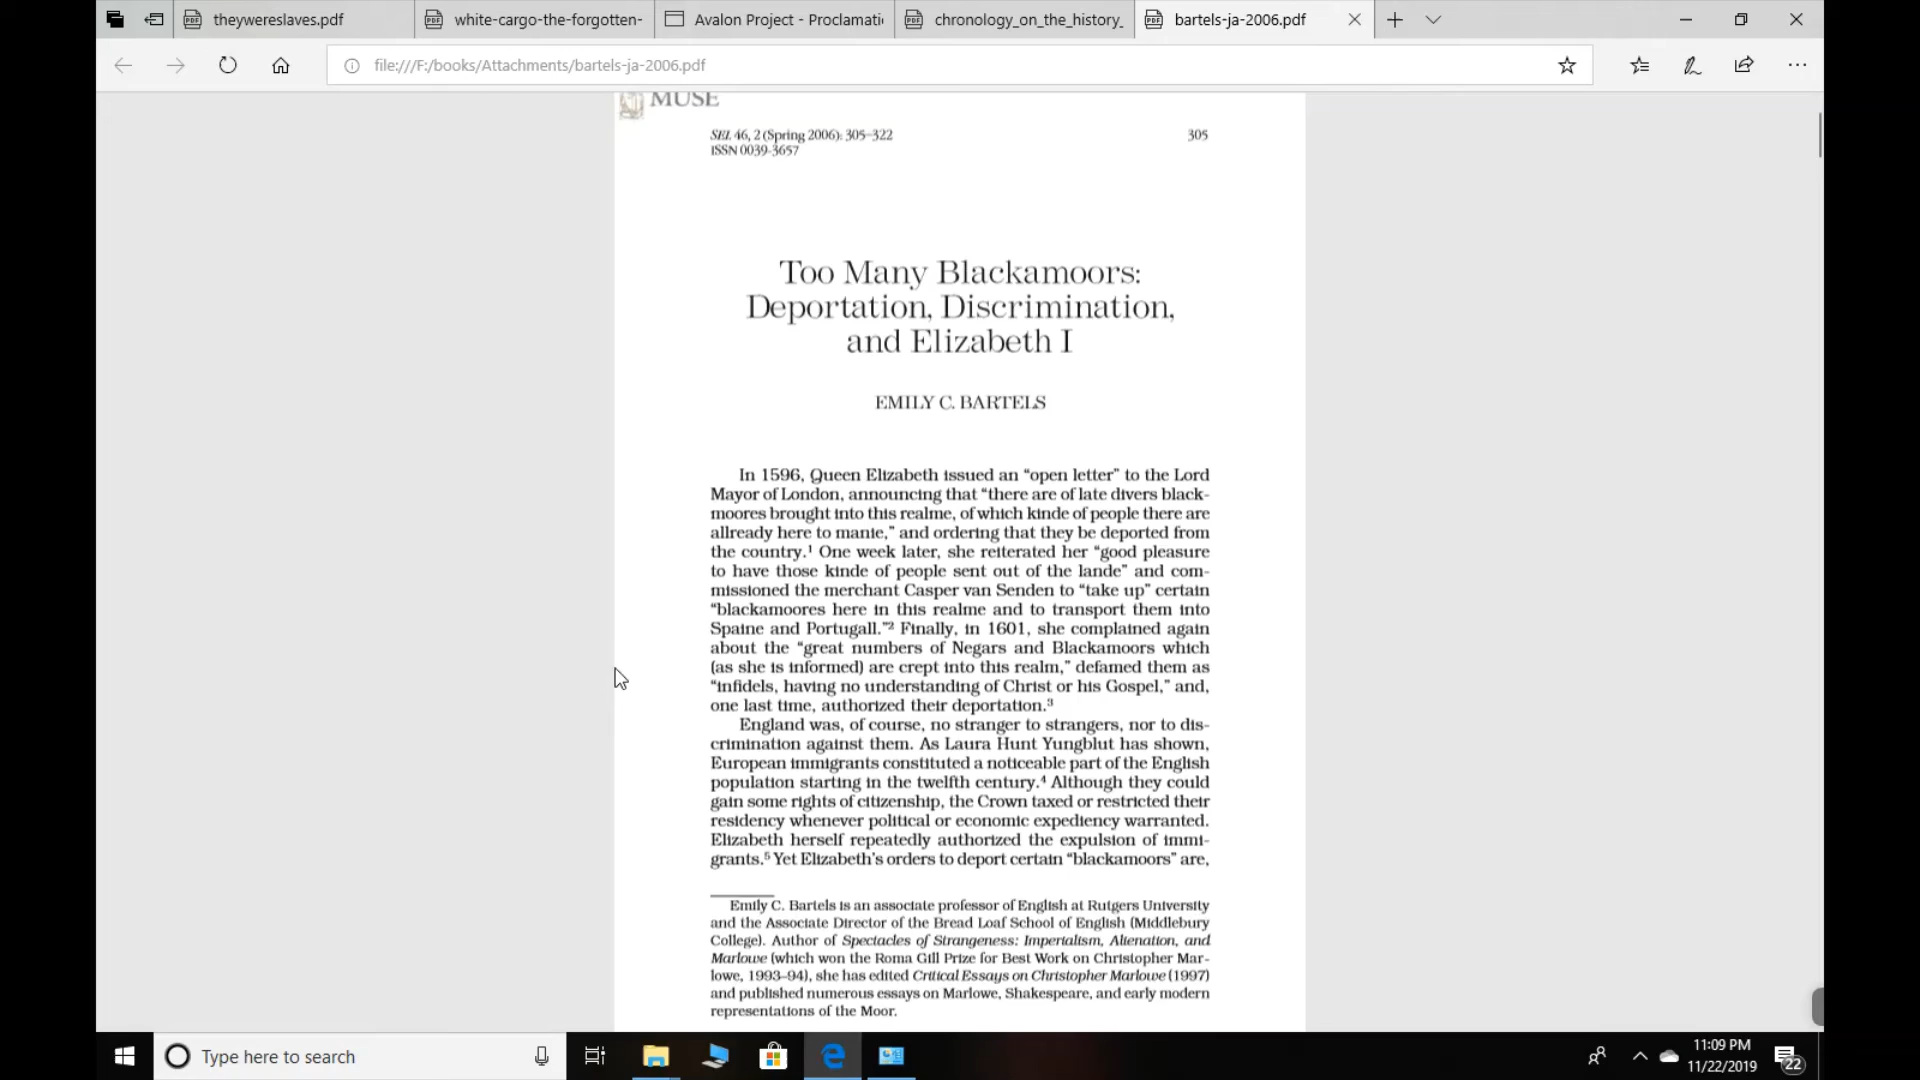 theywereslaves.pdf
white-cargo-the-forgotten-
Avalon Project - Proclamati
chronology_on_the_history_
bartels-ja-2006.pdf
file:///F:/books/Attachments/bartels-ja-2006.pdf
MUSE
SEL 46, 2 (Spring 2006): 305–322
305
ISSN 0039-3657
Too Many Blackamoors:
Deportation, Discrimination,
and Elizabeth I
EMILY C. BARTELS
In 1596, Queen Elizabeth issued an “open letter” to the Lord
Mayor of London, announcing that “there are of late divers black-
moores brought into this realme, of which kinde of people there are
allready here to manie,” and ordering that they be deported from
the country.¹ One week later, she reiterated her “good pleasure
to have those kinde of people sent out of the lande” and com-
missioned the merchant Casper van Senden to “take up” certain
“blackamoores here in this realme and to transport them into
Spaine and Portugall.”² Finally, in 1601, she complained again
about the “great numbers of Negars and Blackamoors which
(as she is informed) are crept into this realm,” defamed them as
“infidels, having no understanding of Christ or his Gospel,” and,
one last time, authorized their deportation.³
England was, of course, no stranger to strangers, nor to dis-
crimination against them. As Laura Hunt Yungblut has shown,
European immigrants constituted a noticeable part of the English
population starting in the twelfth century.⁴ Although they could
gain some rights of citizenship, the Crown taxed or restricted their
residency whenever political or economic expediency warranted.
Elizabeth herself repeatedly authorized the expulsion of immi-
grants.⁵ Yet Elizabeth’s orders to deport certain “blackamoors” are,
Emily C. Bartels is an associate professor of English at Rutgers University
and the Associate Director of the Bread Loaf School of English (Middlebury
College). Author of Spectacles of Strangeness: Imperialism, Alienation, and
Marlowe (which won the Roma Gill Prize for Best Work on Christopher Mar-
lowe, 1993–94), she has edited Critical Essays on Christopher Marlowe (1997)
and published numerous essays on Marlowe, Shakespeare, and early modern
representations of the Moor.
Type here to search
11:09 PM
11/22/2019
22